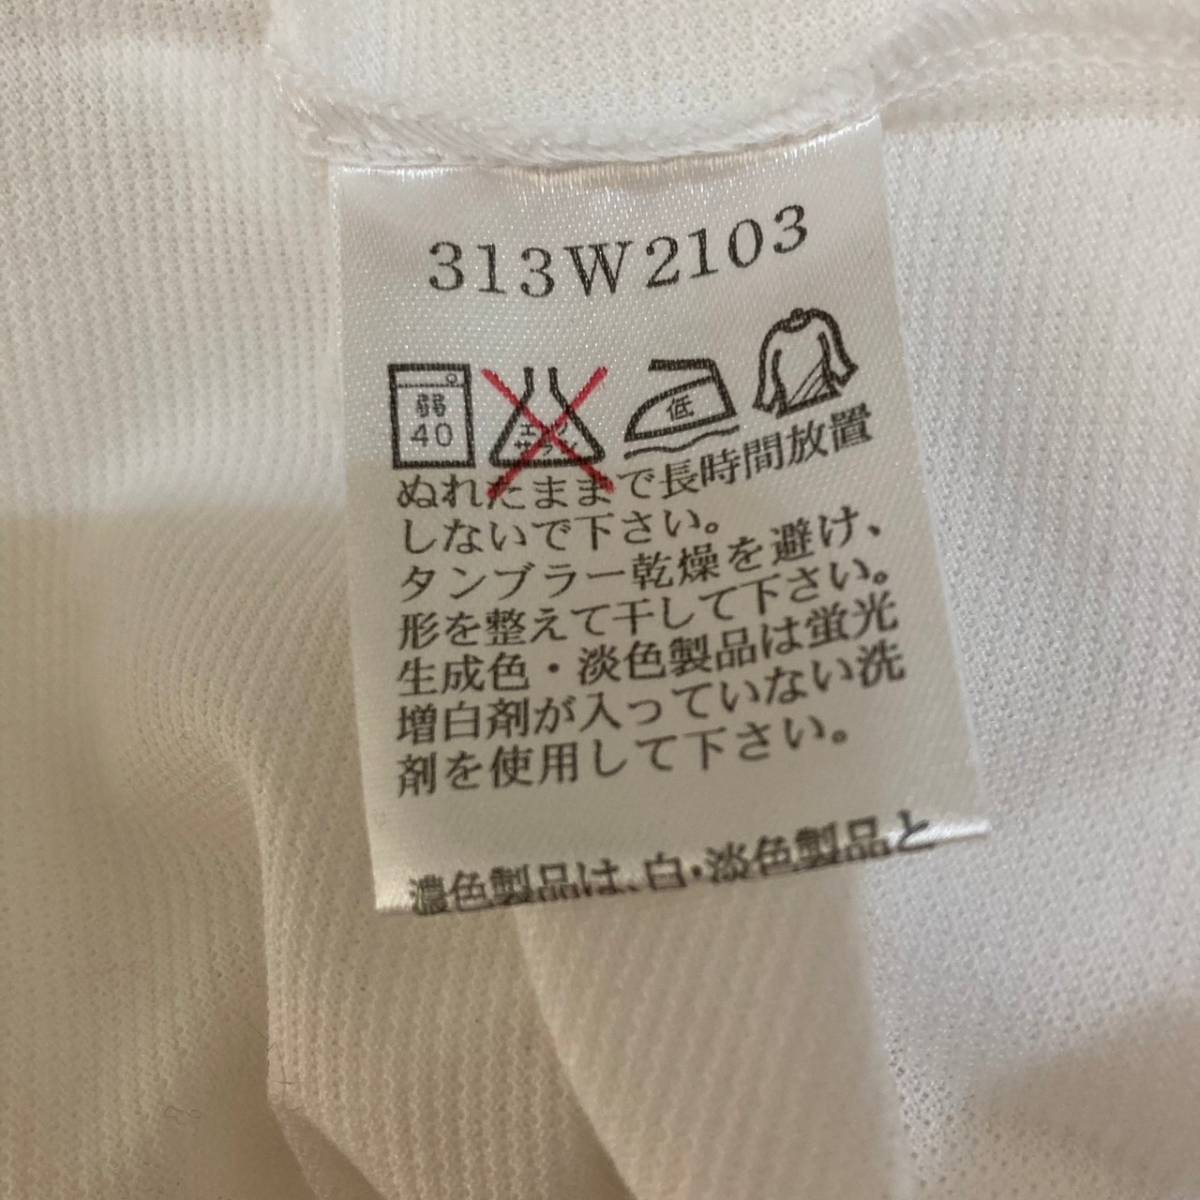 313W2103
弱 エンソ 低
40 サラシ
ぬれたままで長時間放置
しないで下さい。
タンブラー乾燥を避け、
形を整えて干して下さい。
生成色・淡色製品は蛍光
増白剤が入っていない洗
剤を使用して下さい。
濃色製品は、白・淡色製品と